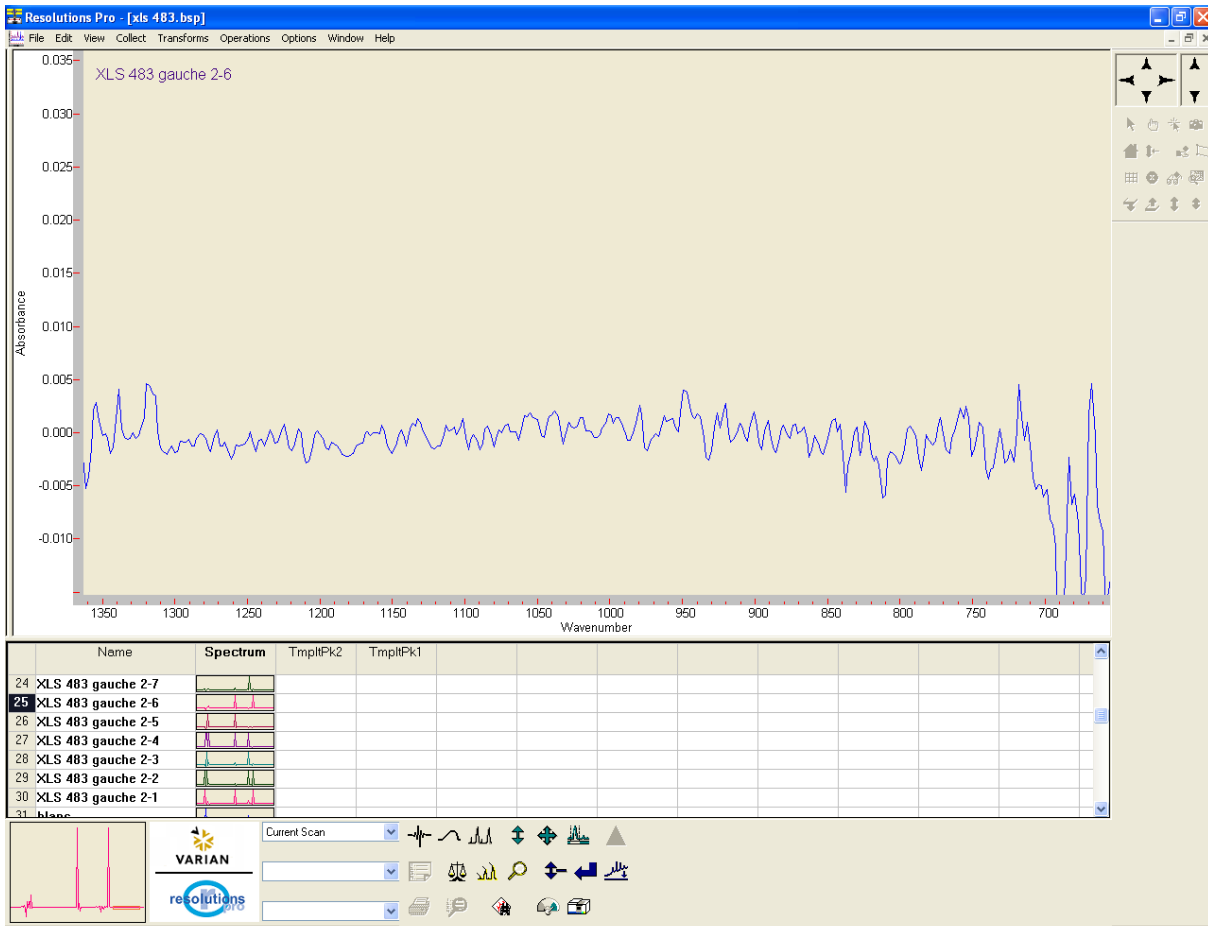 Resolutions Pro - [xls 483.bsp]
File Edit View Collect Transforms Operations Options Window Help
XLS 483 gauche 2-6
0.035
0.030
0.025
0.020
0.015
0.010
0.005
0.000
-0.005
-0.010
Absorbance
1350 1300 1250 1200 1150 1100 1050 1000 950 900 850 800 750 700
Wavenumber
Name Spectrum TmpltPk2 TmpltPk1
24 XLS 483 gauche 2-7
25 XLS 483 gauche 2-6
26 XLS 483 gauche 2-5
27 XLS 483 gauche 2-4
28 XLS 483 gauche 2-3
29 XLS 483 gauche 2-2
30 XLS 483 gauche 2-1
31 blanc
Current Scan
VARIAN
resolutions
pro